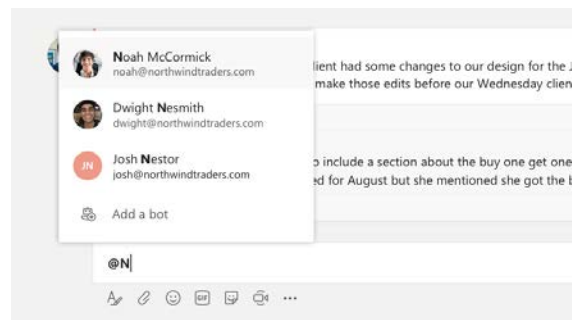 Noah McCormick
noah@northwindtraders.com
Dwight Nesmith
dwight@northwindtraders.com
Josh Nestor
josh@northwindtraders.com
Add a bot
lient had some changes to our design for the J
make those edits before our Wednesday clien
o include a section about the buy one get one
ed for August but she mentioned she got the b
@N
GIF